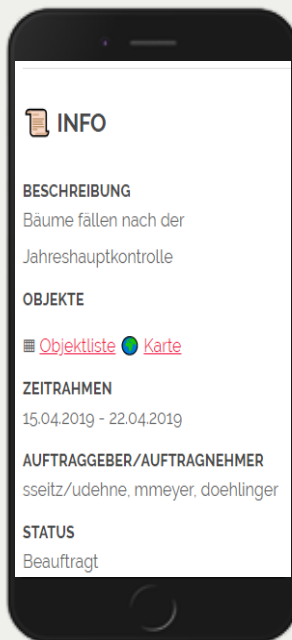 INFO
BESCHREIBUNG
Bäume fällen nach der
Jahreshauptkontrolle
OBJEKTE
Objektliste Karte
ZEITRAHMEN
15.04.2019 - 22.04.2019
AUFTRAGGEBER/AUFTRAGNEHMER
sseitz/udehne, mmeyer, doehlinger
STATUS
Beauftragt